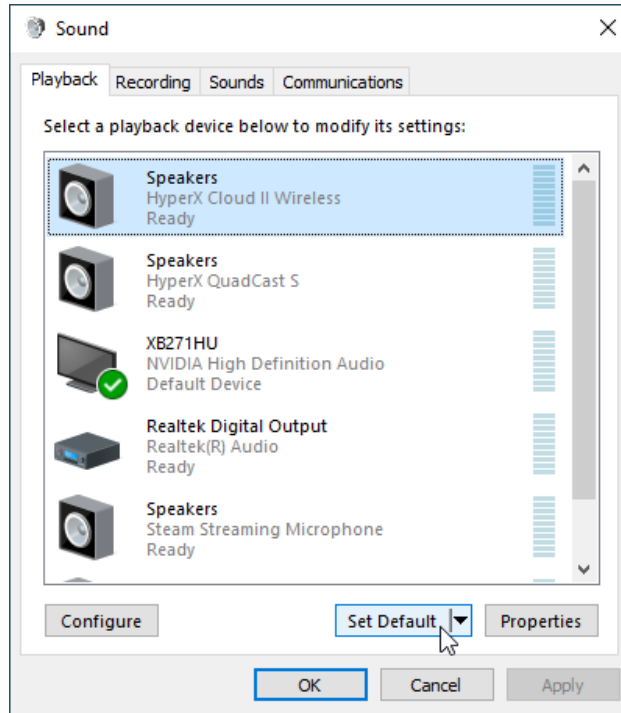 Sound
Playback Recording Sounds Communications
Select a playback device below to modify its settings:
Speakers
HyperX Cloud II Wireless
Ready
Speakers
HyperX QuadCast S
Ready
XB271HU
NVIDIA High Definition Audio
Default Device
Realtek Digital Output
Realtek(R) Audio
Ready
Speakers
Steam Streaming Microphone
Ready
Configure Set Default Properties
OK Cancel Apply